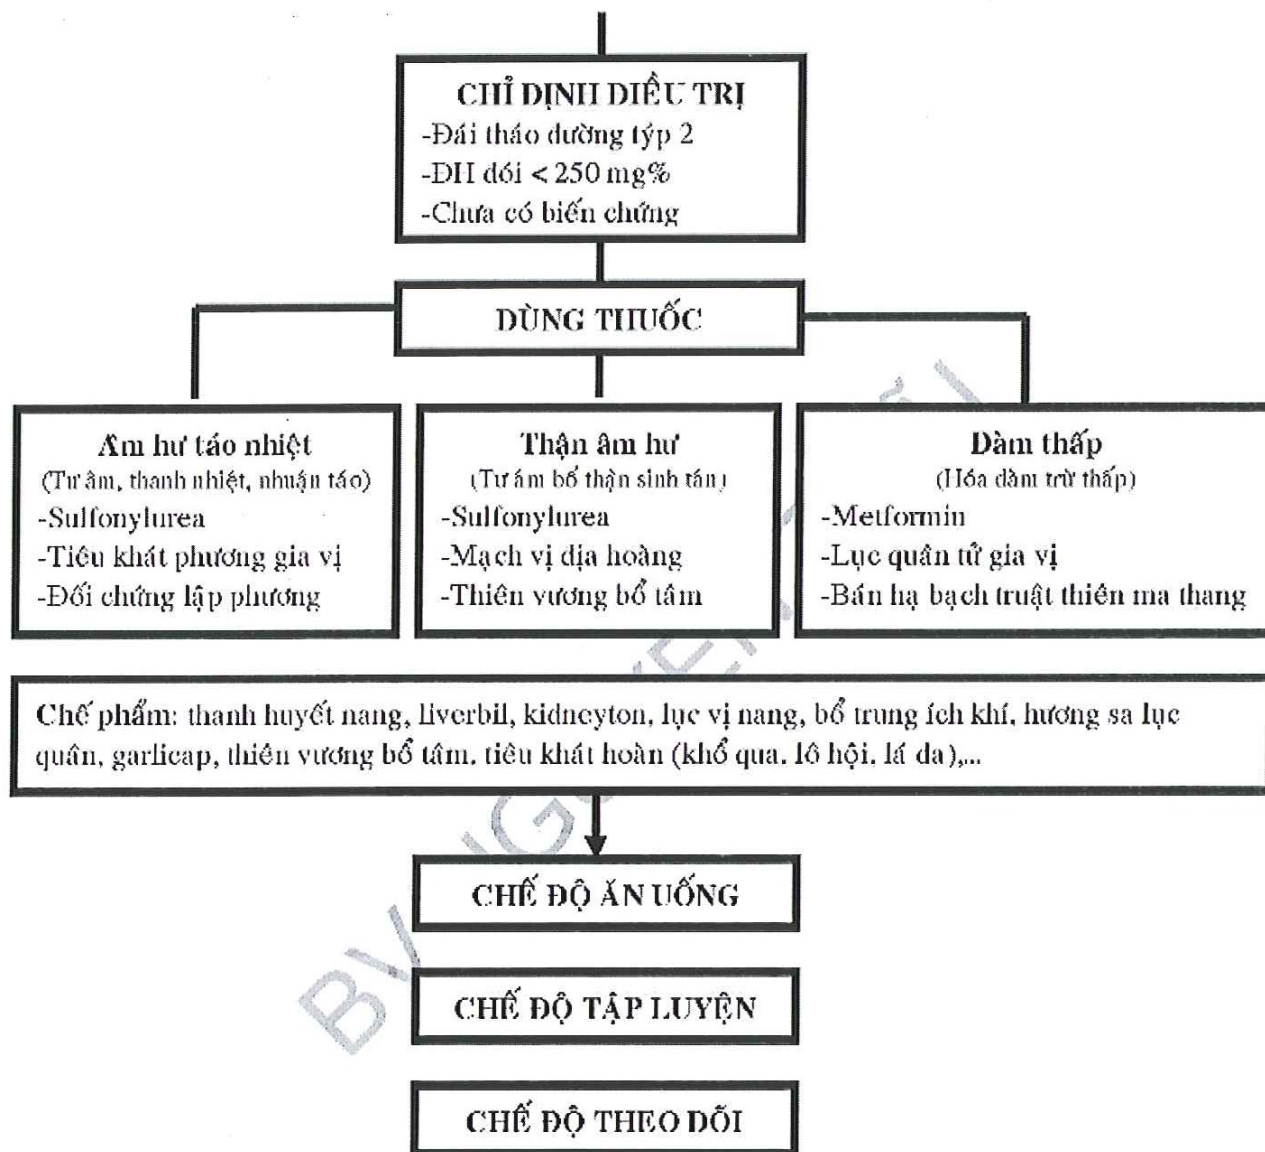 CHỈ ĐỊNH ĐIỀU TRỊ
-Đái tháo đường týp 2
-ĐH đói < 250 mg%
-Chưa có biến chứng
DÙNG THUỐC
Âm hư táo nhiệt
(Tư âm, thanh nhiệt, nhuận táo)
-Sulfonylurea
-Tiêu khát phương gia vị
-Đối chứng lập phương
Thận âm hư
(Tư âm bổ thận sinh tân)
-Sulfonylurea
-Mạch vị địa hoàng
-Thiên vương bổ tâm
Đàm thấp
(Hóa đàm trừ thấp)
-Metformin
-Lục quân tử gia vị
-Bán hạ bạch truật thiên ma thang
Chế phẩm: thanh huyết nang, liverbil, kidneyton, lục vị nang, bổ trung ích khí, hương sa lục
quân, garlicap, thiên vương bổ tâm, tiêu khát hoàn (khổ qua, lô hội, lá đa),...
CHẾ ĐỘ ĂN UỐNG
CHẾ ĐỘ TẬP LUYỆN
CHẾ ĐỘ THEO DÕI
BV